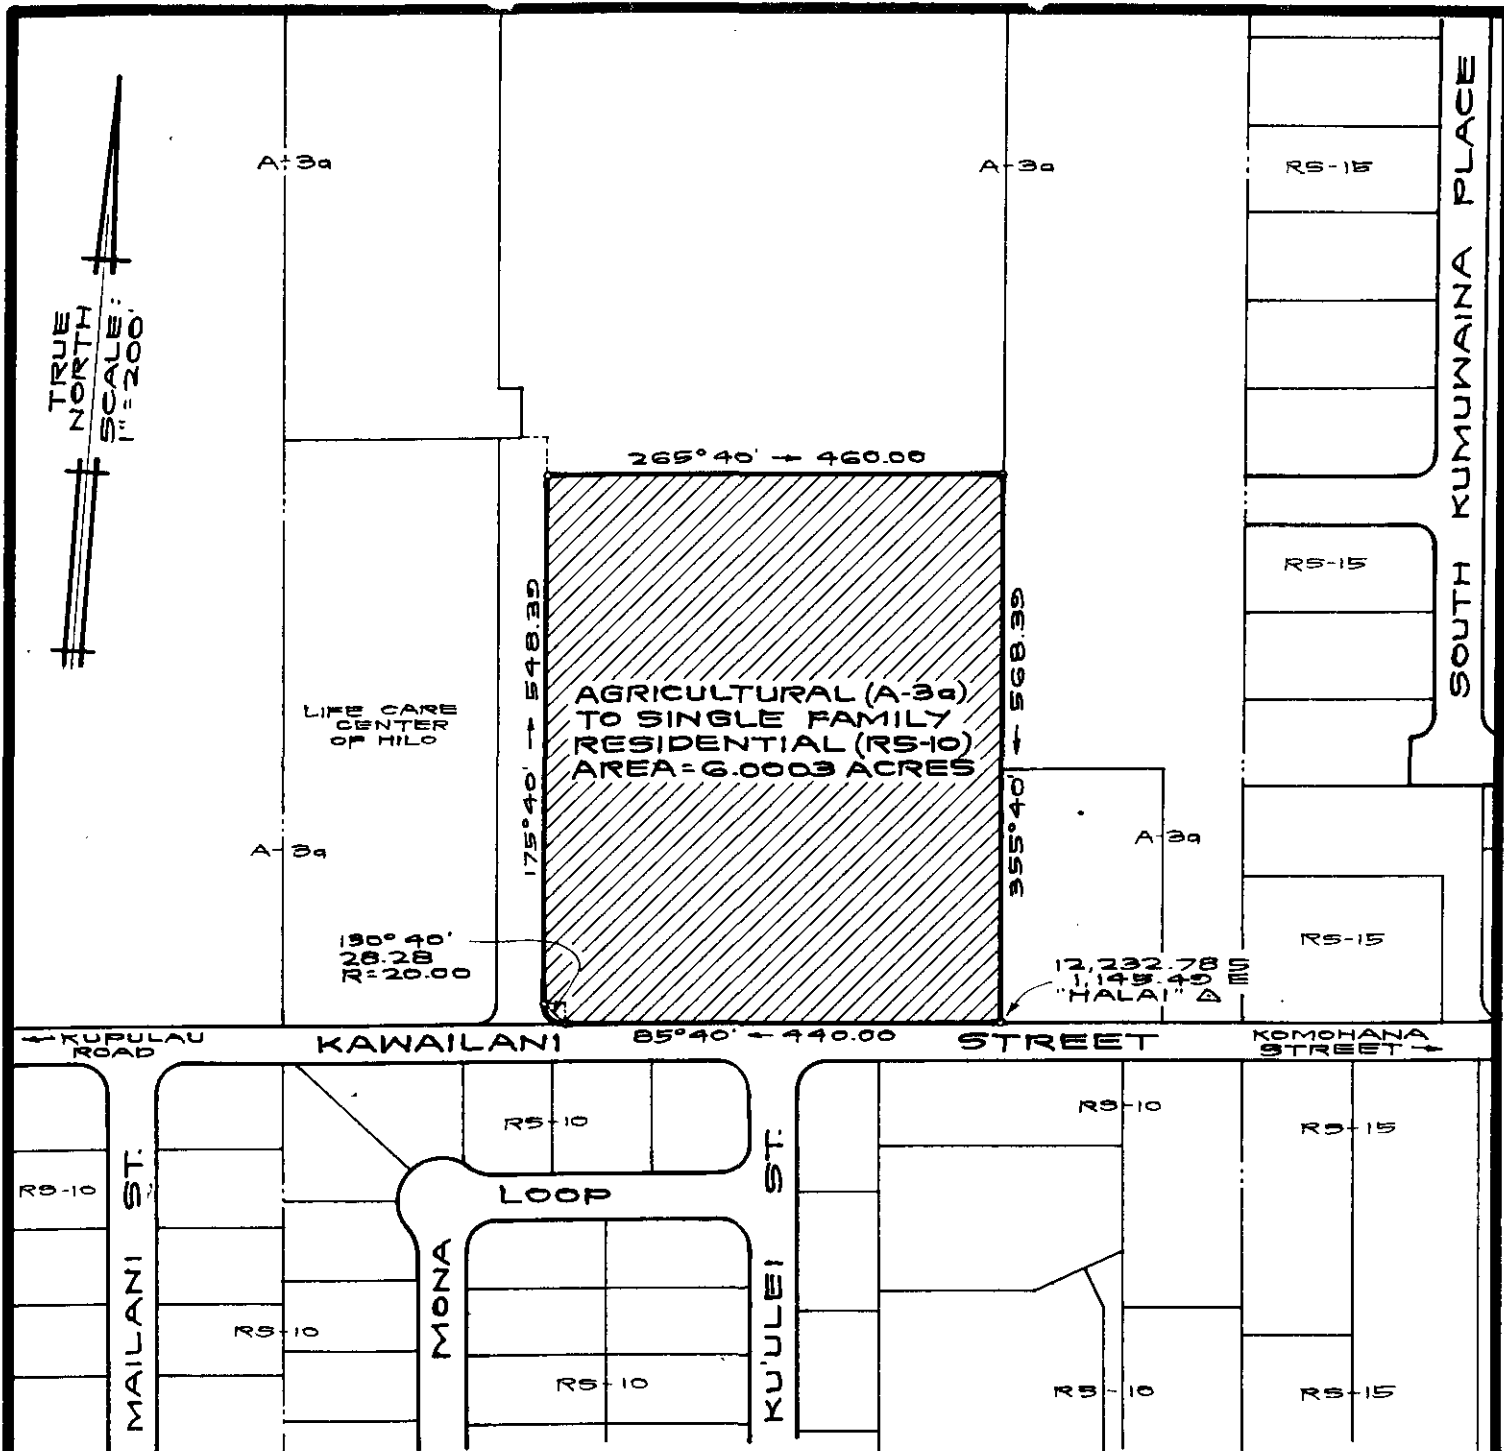 A-3a
A-3a
RS-15
SOUTH KUMUWAINA PLACE
TRUE
NORTH
SCALE:
1"=200'
265°40' → 460.00
RS-15
175°40' → 548.39
355°40' ← 568.39
AGRICULTURAL (A-3a)
TO SINGLE FAMILY
RESIDENTIAL (RS-10)
AREA=6.0003 ACRES
LIFE CARE
CENTER
OF HILO
A-3a
A-3a
130°40'
28.28
R=20.00
RS-15
12,232.78 S
"HALAI" △
← KUPULAU
ROAD
KAWAILANI
85°40' ← 440.00
STREET
KOMOHANA
STREET →
RS-10
RS-10
RS-15
RS-10
MAILANI ST.
LOOP
MONA
KU'ULEI ST.
RS-10
RS-10
RS-10
RS-15